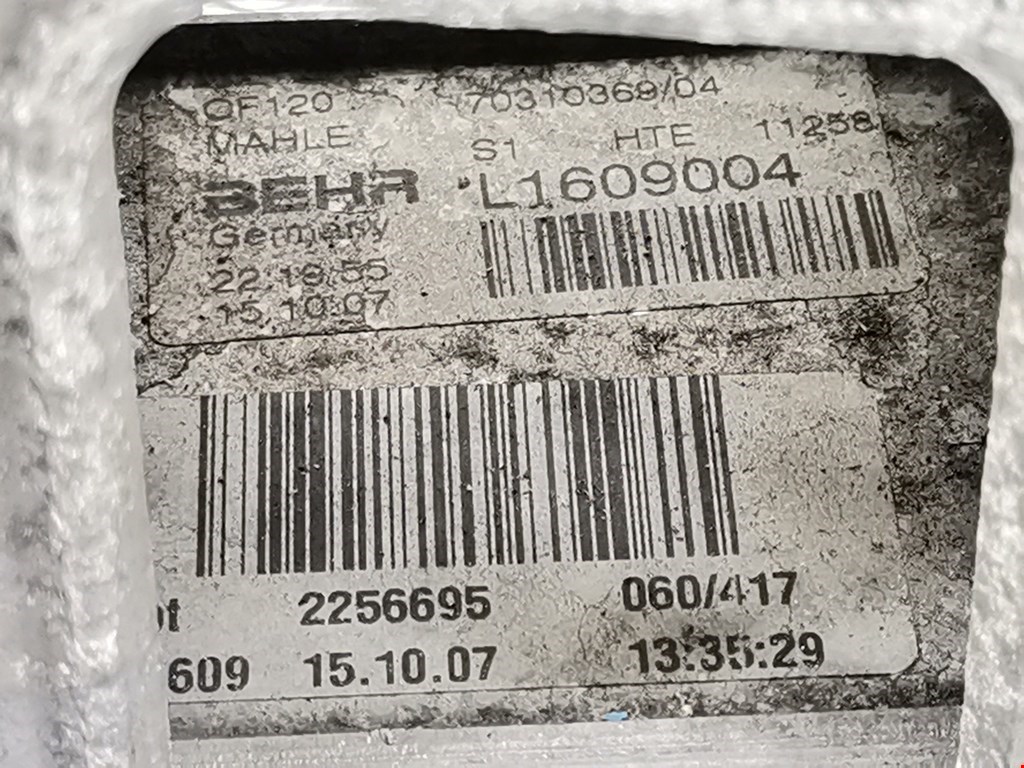 OF120 70310369/04
MAHLE S1 HTE 11258
BEHR L1609004
Germany
22:18:55
15.10.07
2256695 060/417
609 15.10.07 13:35:29